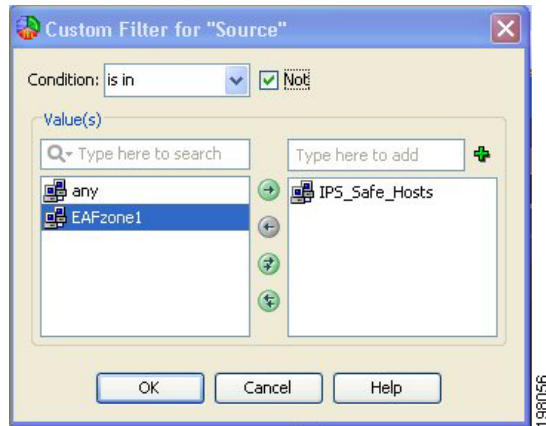 Custom Filter for "Source"
Condition: is in Not
Value(s)
Type here to search Type here to add
any IPS_Safe_Hosts
EAFzone1
OK Cancel Help
198056